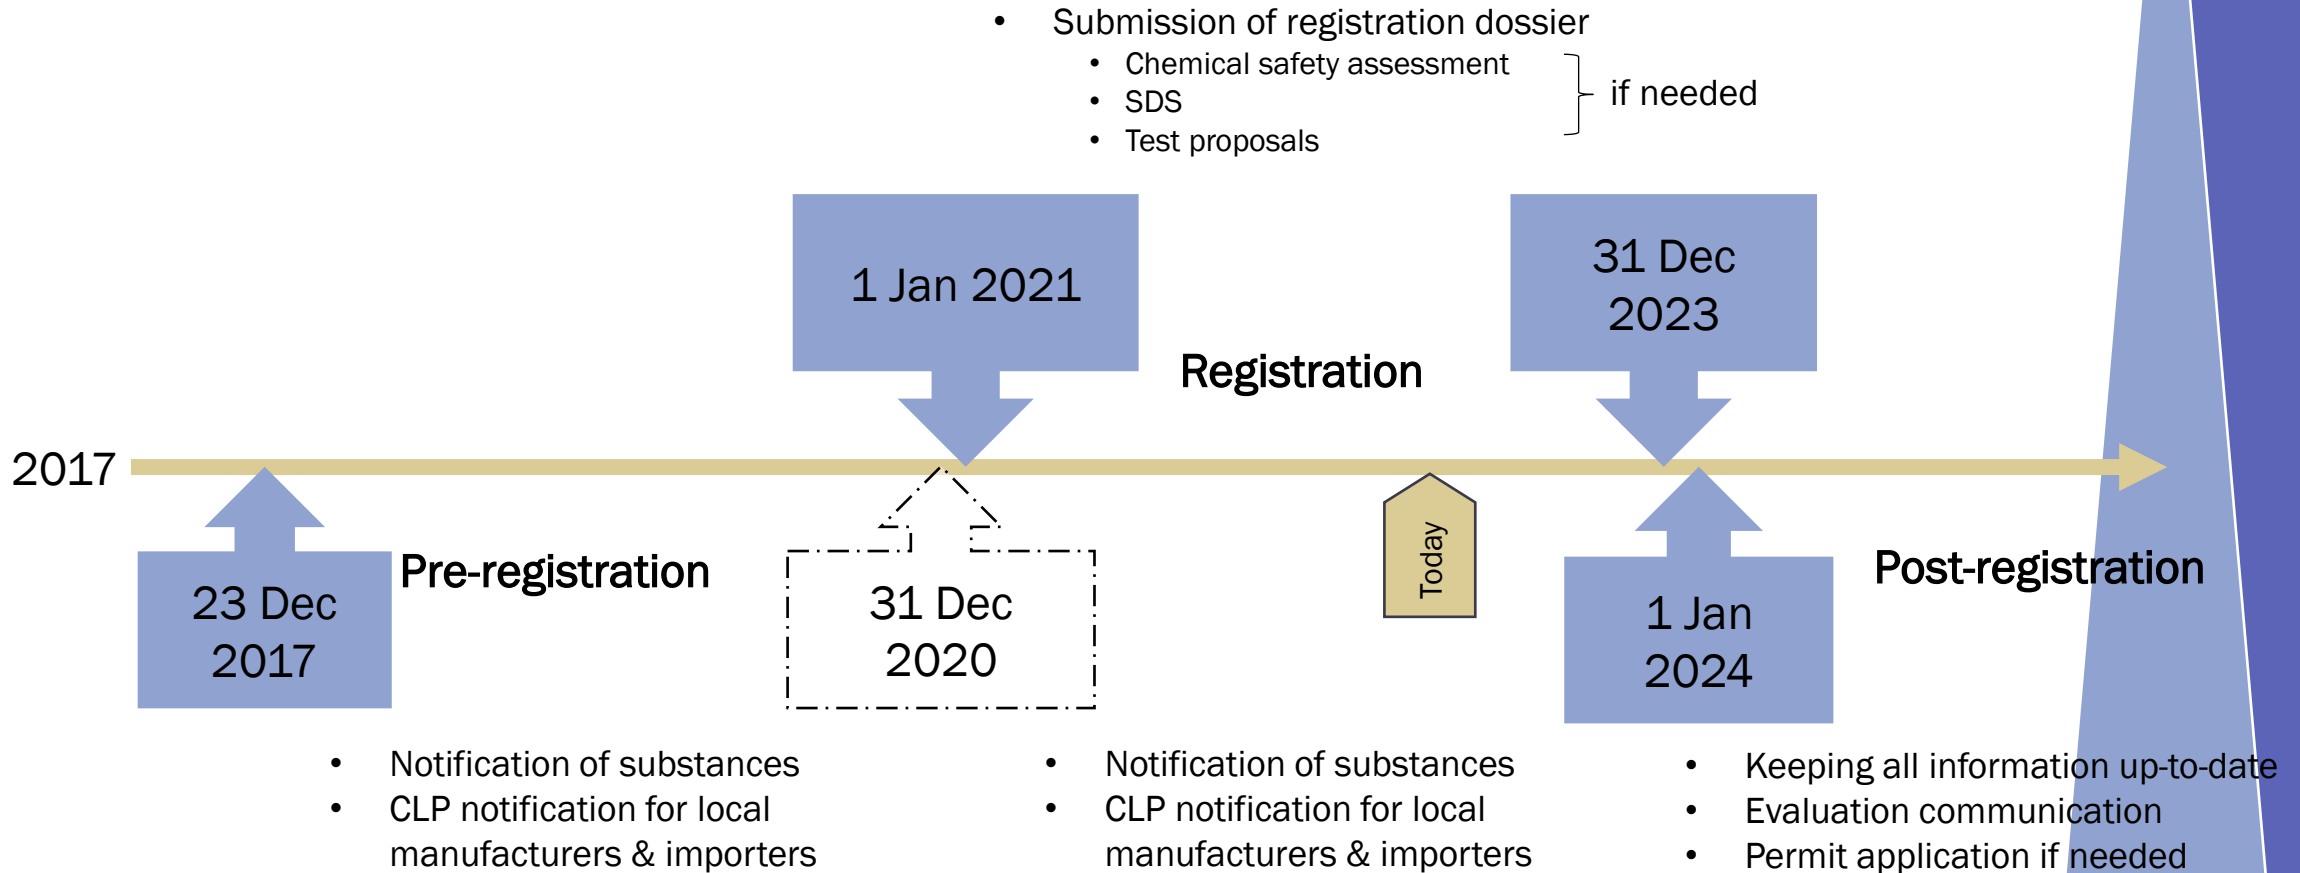 • Submission of registration dossier
• Chemical safety assessment
• SDS
• Test proposals
if needed
1 Jan 2021
31 Dec
2023
Registration
2017
23 Dec
2017
Pre-registration
31 Dec
2020
Today
1 Jan
2024
Post-registration
• Notification of substances
• CLP notification for local
manufacturers & importers
• Notification of substances
• CLP notification for local
manufacturers & importers
• Keeping all information up-to-date
• Evaluation communication
• Permit application if needed